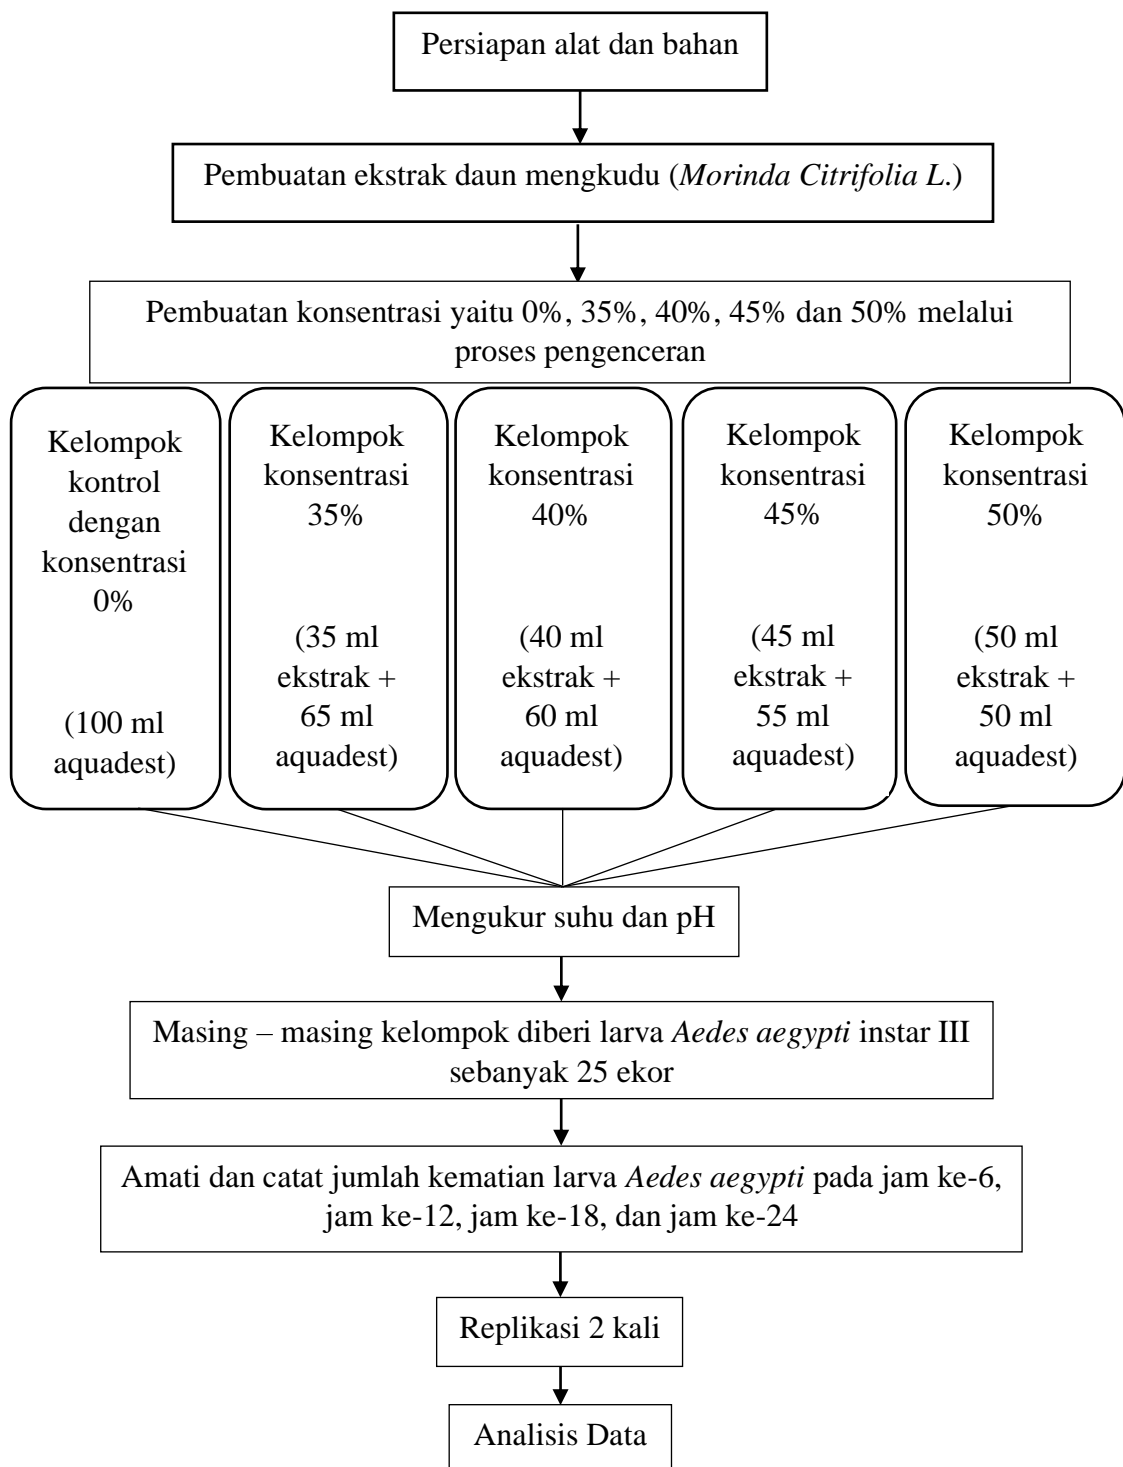 Persiapan alat dan bahan
Pembuatan ekstrak daun mengkudu (Morinda Citrifolia L.)
Pembuatan konsentrasi yaitu 0%, 35%, 40%, 45% dan 50% melalui
proses pengenceran
Kelompok
kontrol
dengan
konsentrasi
0%
(100 ml
aquadest)
Kelompok
konsentrasi
35%
(35 ml
ekstrak +
65 ml
aquadest)
Kelompok
konsentrasi
40%
(40 ml
ekstrak +
60 ml
aquadest)
Kelompok
konsentrasi
45%
(45 ml
ekstrak +
55 ml
aquadest)
Kelompok
konsentrasi
50%
(50 ml
ekstrak +
50 ml
aquadest)
Mengukur suhu dan pH
Masing – masing kelompok diberi larva Aedes aegypti instar III
sebanyak 25 ekor
Amati dan catat jumlah kematian larva Aedes aegypti pada jam ke-6,
jam ke-12, jam ke-18, dan jam ke-24
Replikasi 2 kali
Analisis Data